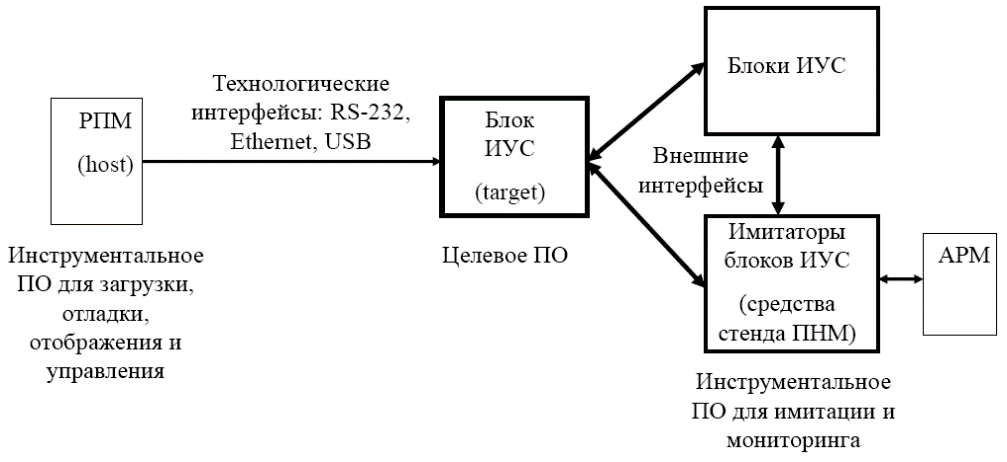 Технологические
интерфейсы: RS-232,
Ethernet, USB
РПМ
(host)
Инструментальное
ПО для загрузки,
отладки,
отображения и
управления
Блок
ИУС
(target)
Целевое ПО
Блоки ИУС
Внешние
интерфейсы
Имитаторы
блоков ИУС
(средства
стенда ПНМ)
Инструментальное
ПО для имитации и
мониторинга
АРМ